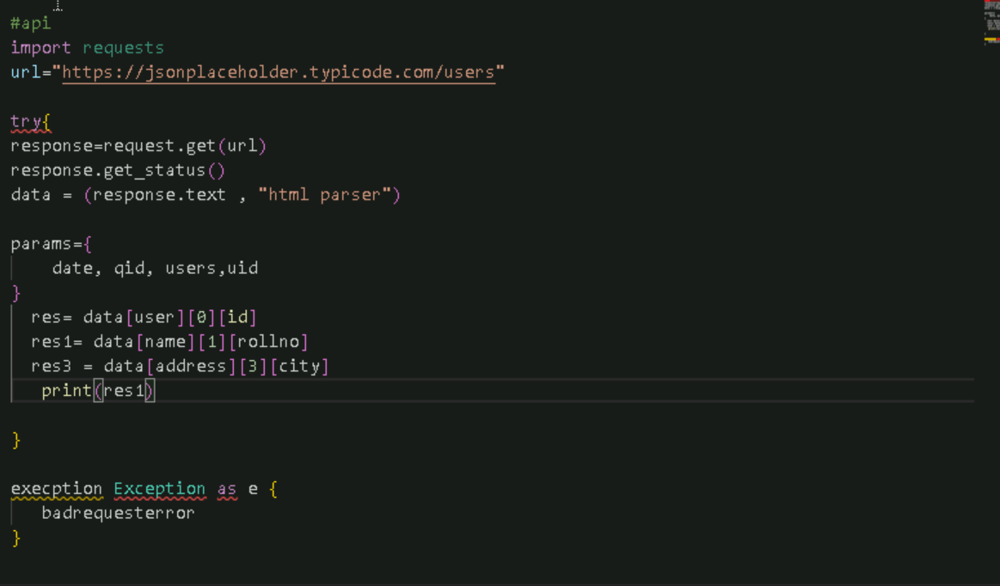 #api
import requests
url="https://jsonplaceholder.typicode.com/users"
try{
response=request.get(url)
response.get_status()
data = (response.text , "html parser")
params={
date, qid, users,uid
}
res= data[user][0][id]
res1= data[name][1][rollno]
res3 = data[address][3][city]
print(res1)
}
execption Exception as e {
badrequesterror
}